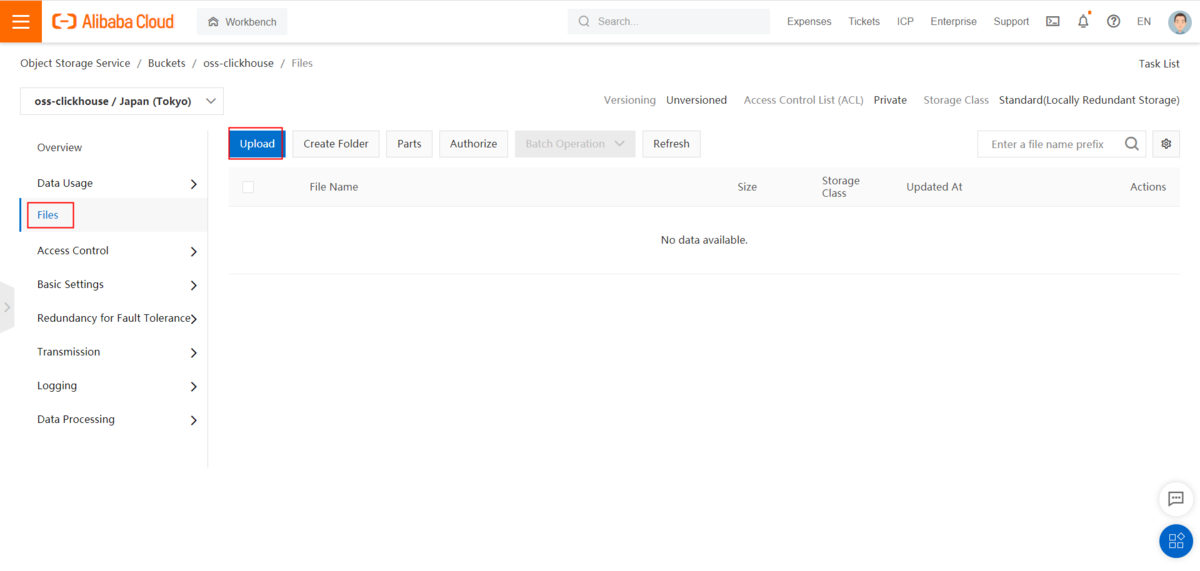 Alibaba Cloud
Workbench
Search...
Expenses Tickets ICP Enterprise Support EN
Object Storage Service / Buckets / oss-clickhouse / Files
Task List
oss-clickhouse / Japan (Tokyo)
Versioning Unversioned Access Control List (ACL) Private Storage Class Standard(Locally Redundant Storage)
Overview
Data Usage
Files
Access Control
Basic Settings
Redundancy for Fault Tolerance
Transmission
Logging
Data Processing
Upload Create Folder Parts Authorize Batch Operation Refresh
Enter a file name prefix
File Name Size Storage Class Updated At Actions
No data available.